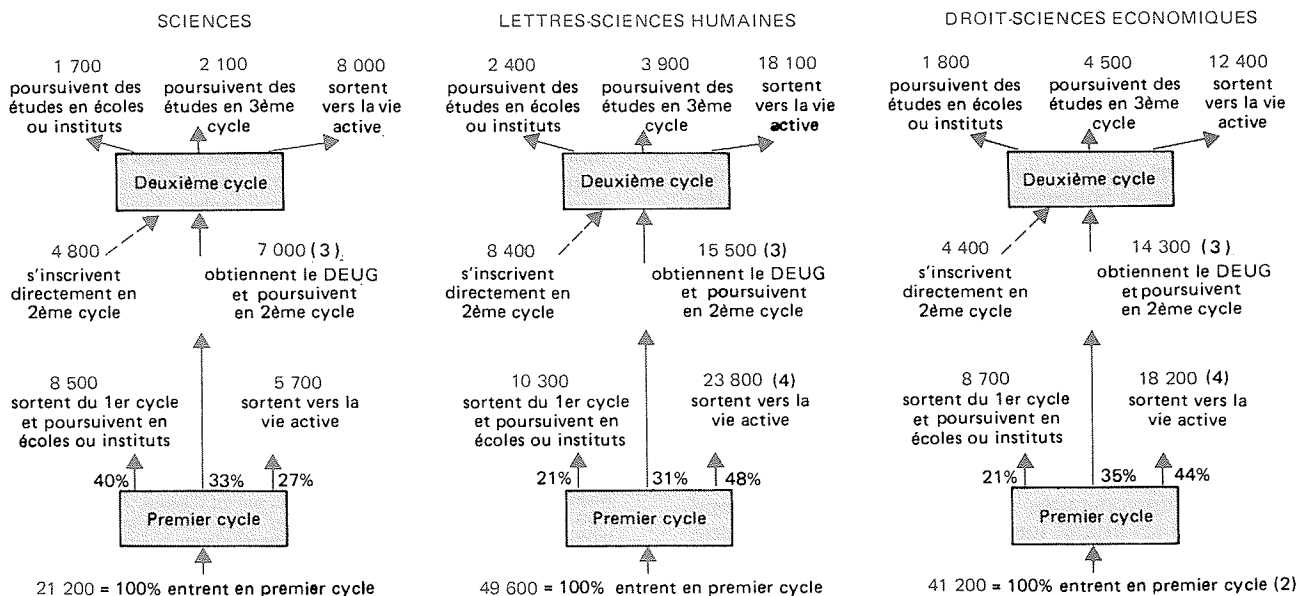 SCIENCES
1 700
poursuivent des
études en écoles
ou instituts
2 100
poursuivent des
études en 3ème
cycle
8 000
sortent
vers la vie
active
Deuxième cycle
4 800
s'inscrivent
directement en
2ème cycle
7 000 (3)
obtiennent le DEUG
et poursuivent
en 2ème cycle
8 500
sortent du 1er cycle
et poursuivent en
écoles ou instituts
5 700
sortent vers la
vie active
40%
33%
27%
Premier cycle
21 200 = 100% entrent en premier cycle
LETTRES-SCIENCES HUMAINES
2 400
poursuivent des
études en écoles
ou instituts
3 900
poursuivent des
études en 3ème
cycle
18 100
sortent
vers la vie
active
Deuxième cycle
8 400
s'inscrivent
directement en
2ème cycle
15 500 (3)
obtiennent le DEUG
et poursuivent
en 2ème cycle
10 300
sortent du 1er cycle
et poursuivent en
écoles ou instituts
23 800 (4)
sortent vers la
vie active
21%
31%
48%
Premier cycle
49 600 = 100% entrent en premier cycle
DROIT-SCIENCES ECONOMIQUES
1 800
poursuivent des
études en écoles
ou instituts
4 500
poursuivent des
études en 3ème
cycle
12 400
sortent
vers la vie
active
Deuxième cycle
4 400
s'inscrivent
directement en
2ème cycle
14 300 (3)
obtiennent le DEUG
et poursuivent
en 2ème cycle
8 700
sortent du 1er cycle
et poursuivent en
écoles ou instituts
18 200 (4)
sortent vers la
vie active
21%
35%
44%
Premier cycle
41 200 = 100% entrent en premier cycle (2)